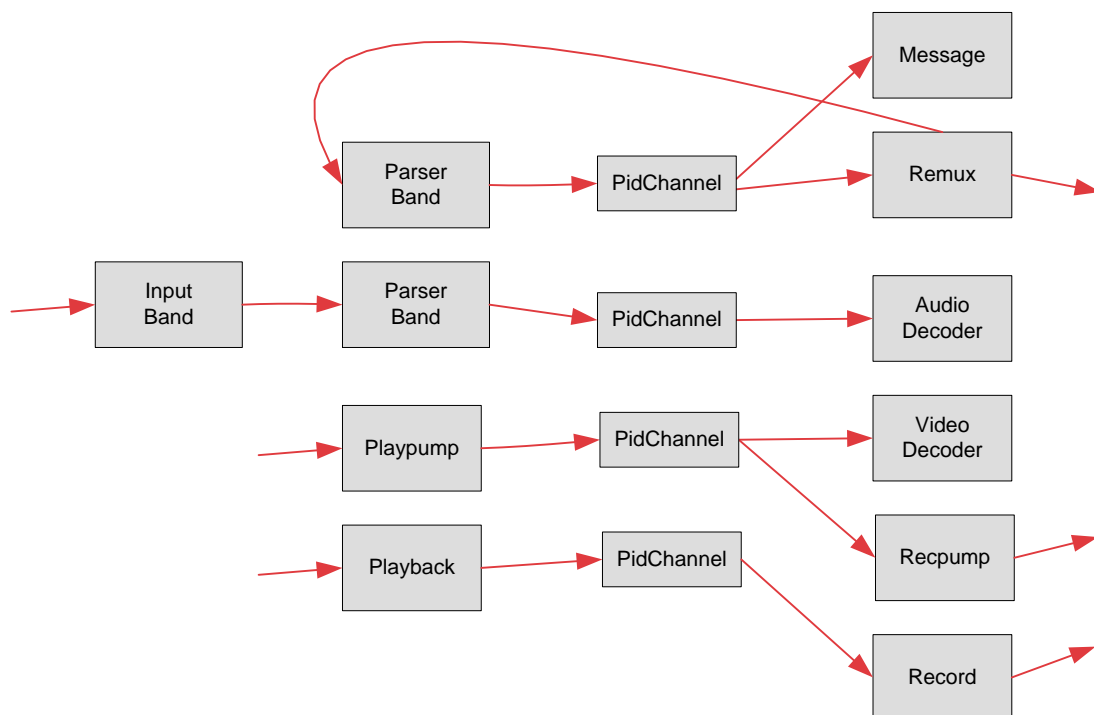 Message
Parser
Band
PidChannel
Remux
Input
Band
Parser
Band
PidChannel
Audio
Decoder
Playpump
PidChannel
Video
Decoder
Playback
PidChannel
Recpump
Record